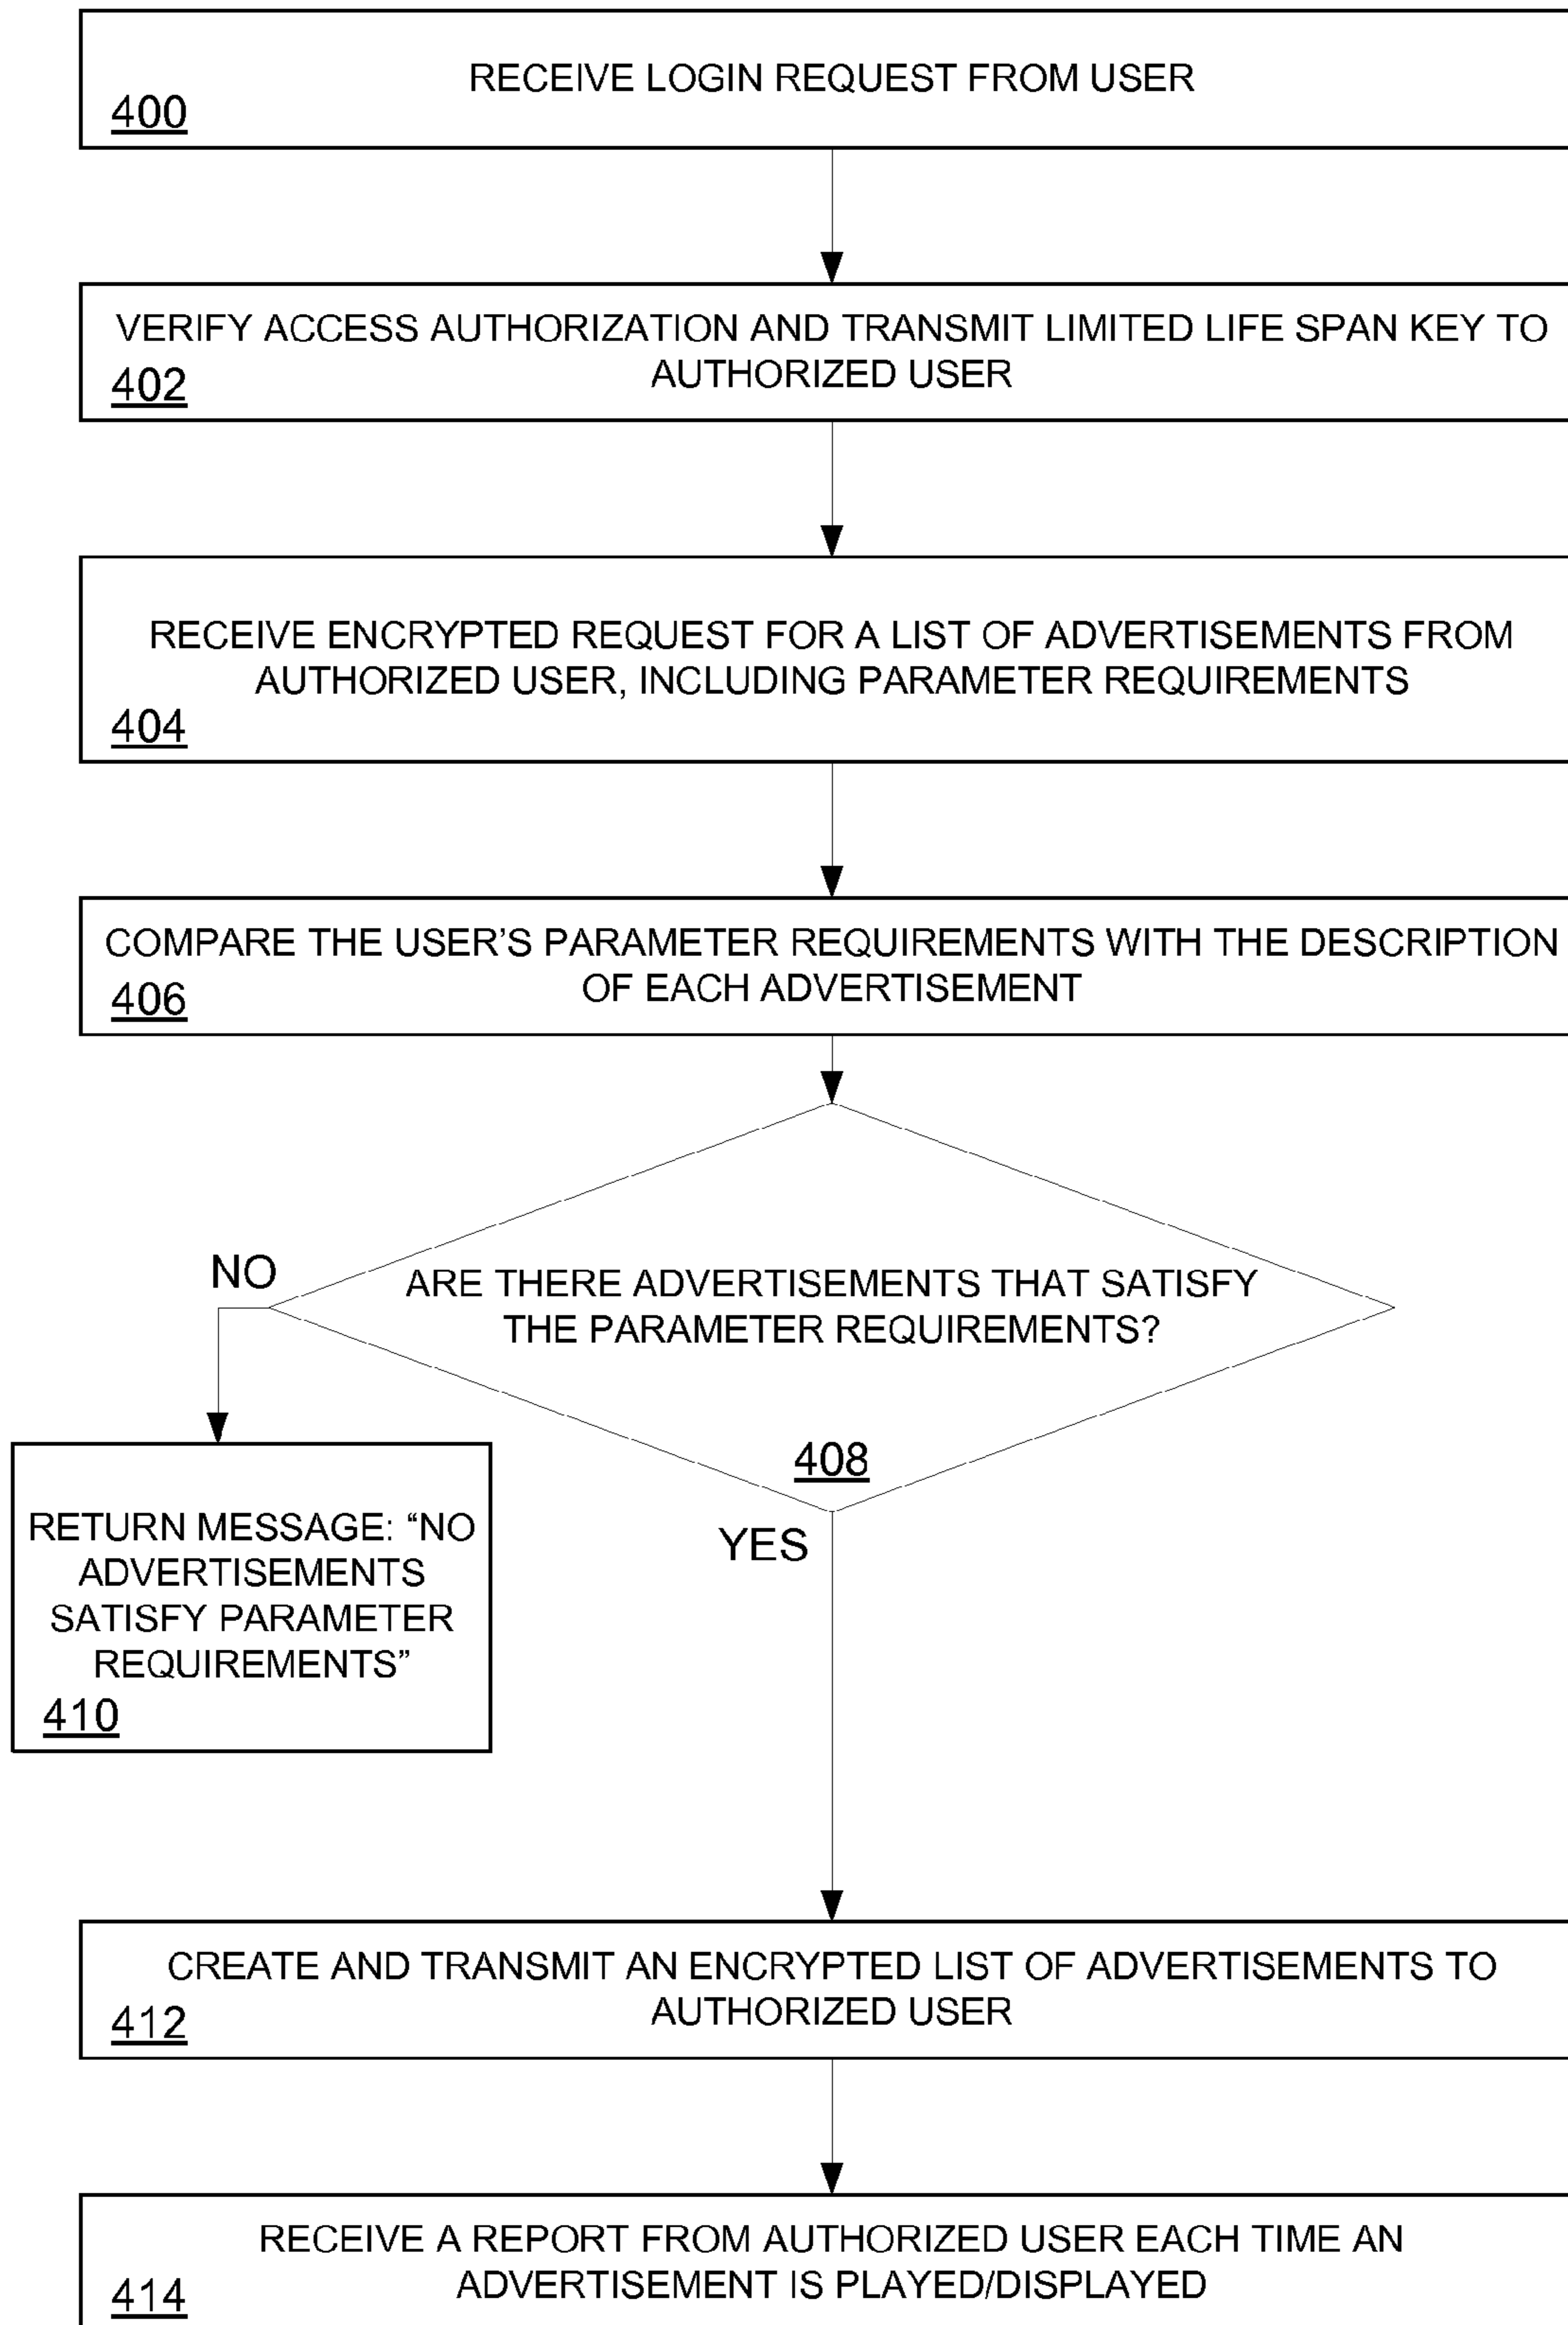 RECEIVE LOGIN REQUEST FROM USER
400
VERIFY ACCESS AUTHORIZATION AND TRANSMIT LIMITED LIFE SPAN KEY TO
AUTHORIZED USER
402
RECEIVE ENCRYPTED REQUEST FOR A LIST OF ADVERTISEMENTS FROM
AUTHORIZED USER, INCLUDING PARAMETER REQUIREMENTS
404
COMPARE THE USER'S PARAMETER REQUIREMENTS WITH THE DESCRIPTION
OF EACH ADVERTISEMENT
406
NO
ARE THERE ADVERTISEMENTS THAT SATISFY
THE PARAMETER REQUIREMENTS?
408
YES
RETURN MESSAGE: “NO
ADVERTISEMENTS
SATISFY PARAMETER
REQUIREMENTS”
410
CREATE AND TRANSMIT AN ENCRYPTED LIST OF ADVERTISEMENTS TO
AUTHORIZED USER
412
RECEIVE A REPORT FROM AUTHORIZED USER EACH TIME AN
ADVERTISEMENT IS PLAYED/DISPLAYED
414